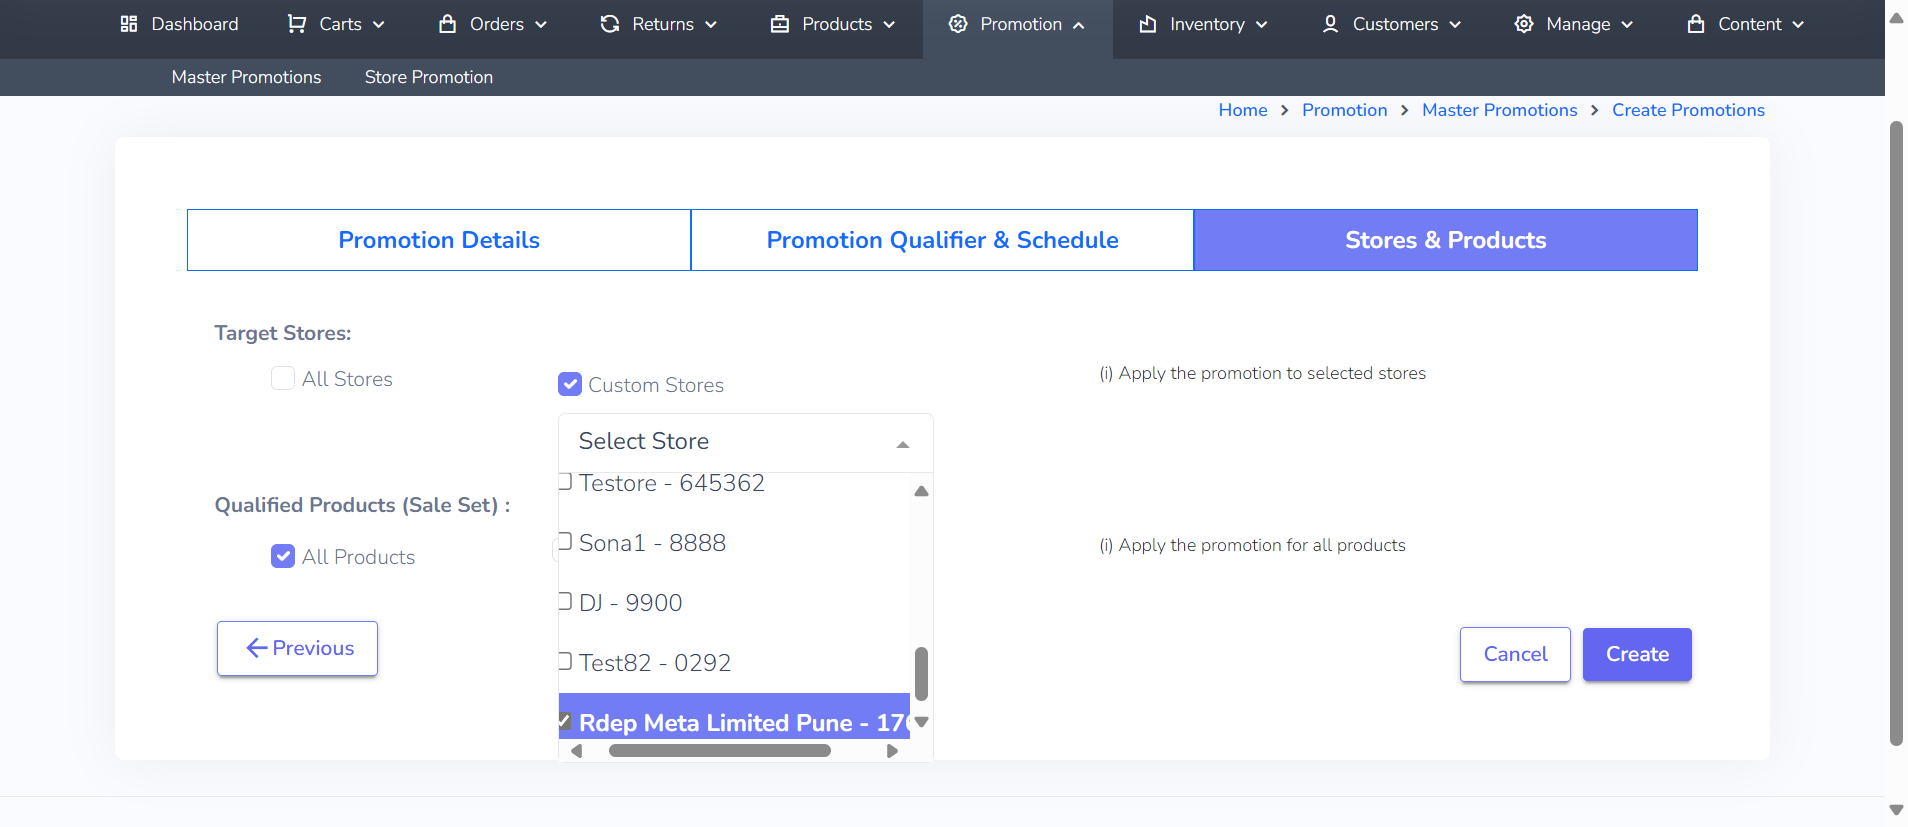 Dashboard
Carts
Orders
Returns
Products
Promotion
Inventory
Customers
Manage
Content
Master Promotions
Store Promotion
Home > Promotion > Master Promotions > Create Promotions
Promotion Details
Promotion Qualifier & Schedule
Stores & Products
Target Stores:
All Stores
Custom Stores
(i) Apply the promotion to selected stores
Select Store
Testore - 645362
Sona1 - 8888
DJ - 9900
Test82 - 0292
Rdep Meta Limited Pune -
Qualified Products (Sale Set) :
All Products
(i) Apply the promotion for all products
Previous
Cancel
Create